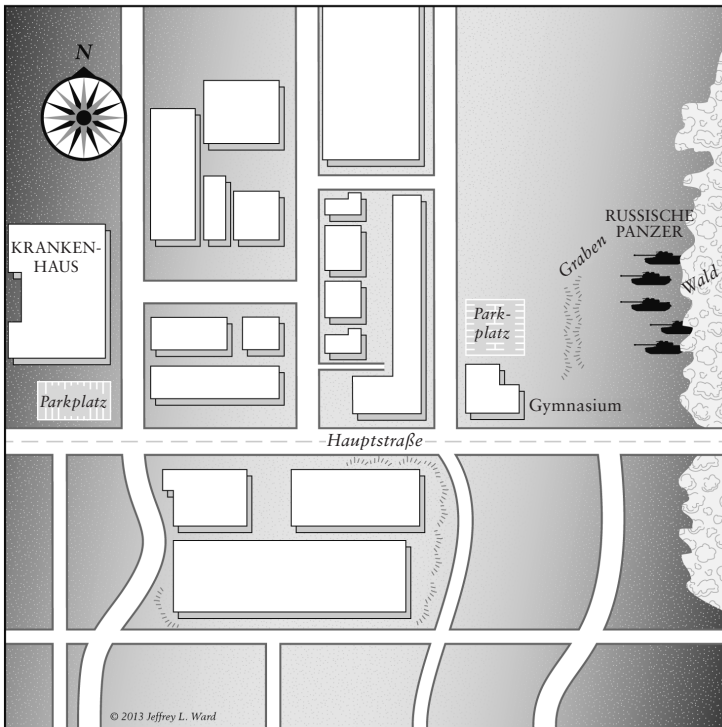 N
KRANKEN-
HAUS
Parkplatz
RUSSISCHE
PANZER
Graben
Wald
Park-
platz
Gymnasium
Hauptstraße
© 2013 Jeffrey L. Ward